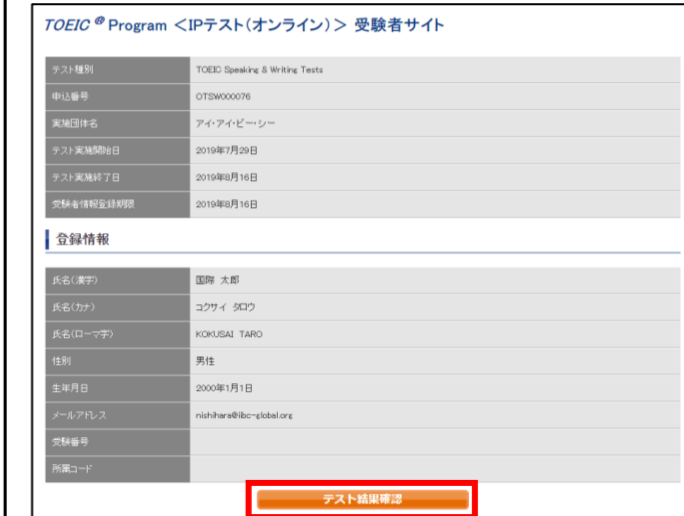 TOEIC ® Program ＜IPテスト（オンライン）＞ 受験者サイト
テスト種別 TOEIC Speaking & Writing Tests
申込番号 OTSW000076
実施団体名 アイ・アイ・ビー・シー
テスト実施開始日 2019年7月29日
テスト実施終了日 2019年8月16日
受験者情報登録期限 2019年8月16日
登録情報
氏名(漢字) 国際 太郎
氏名(カナ) コクサイ タロウ
氏名(ローマ字) KOKUSAI TARO
性別 男性
生年月日 2000年1月1日
メールアドレス nishihara@ibc-global.org
受験番号
所属コード
テスト結果確認